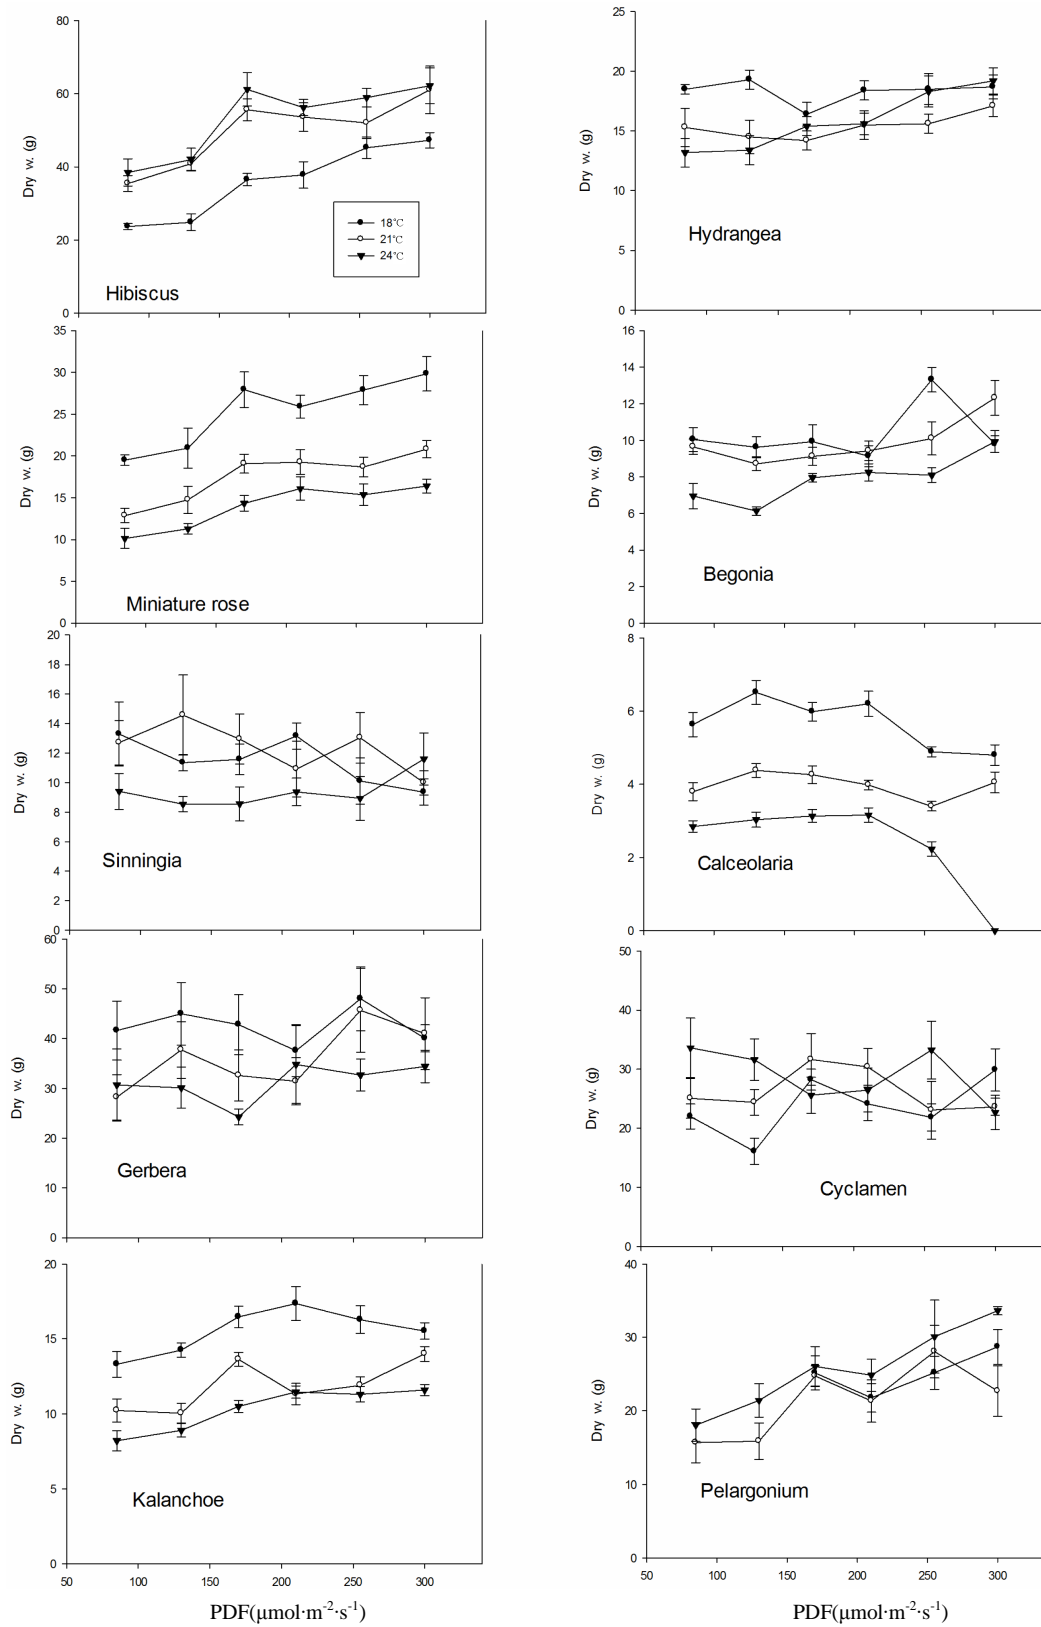 80
60
40
20
0
Dry w. (g)
18℃
21℃
24℃
Hibiscus
25
20
15
10
5
0
Dry w. (g)
Hydrangea
35
30
25
20
15
10
5
0
Dry w. (g)
Miniature rose
16
14
12
10
8
6
4
2
0
Dry w. (g)
Begonia
20
18
16
14
12
10
8
6
4
2
0
Dry w. (g)
Sinningia
8
6
4
2
0
Dry w. (g)
Calceolaria
60
50
40
30
20
10
0
Dry w. (g)
Gerbera
50
40
30
20
10
0
Dry w. (g)
Cyclamen
20
15
10
5
0
Dry w. (g)
Kalanchoe
50 100 150 200 250 300
PDF(μmol·m⁻²·s⁻¹)
40
30
20
10
0
Dry w. (g)
Pelargonium
50 100 150 200 250 300
PDF(μmol·m⁻²·s⁻¹)